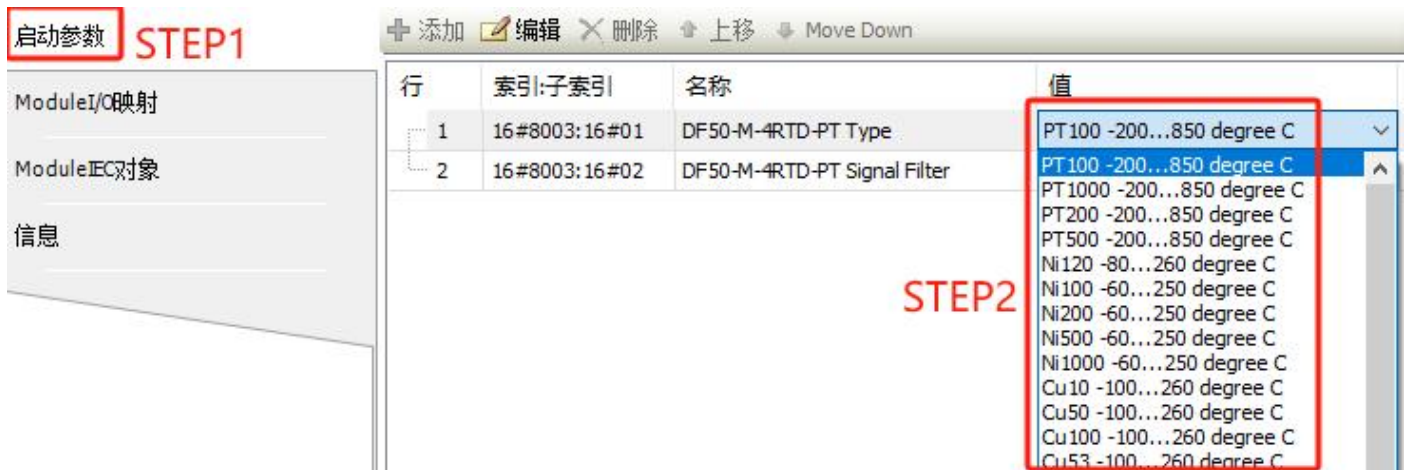 启动参数 STEP1
添加 编辑 删除 上移 Move Down
ModuleI/O映射
ModuleIEC对象
信息
行 索引:子索引 名称 值
1 16#8003:16#01 DF50-M-4RTD-PT Type PT100 -200...850 degree C
2 16#8003:16#02 DF50-M-4RTD-PT Signal Filter
STEP2
PT100 -200...850 degree C
PT1000 -200...850 degree C
PT200 -200...850 degree C
PT500 -200...850 degree C
Ni120 -80...260 degree C
Ni100 -60...250 degree C
Ni200 -60...250 degree C
Ni500 -60...250 degree C
Ni1000 -60...250 degree C
Cu10 -100...260 degree C
Cu50 -100...260 degree C
Cu100 -100...260 degree C
Cu53 -100...260 degree C